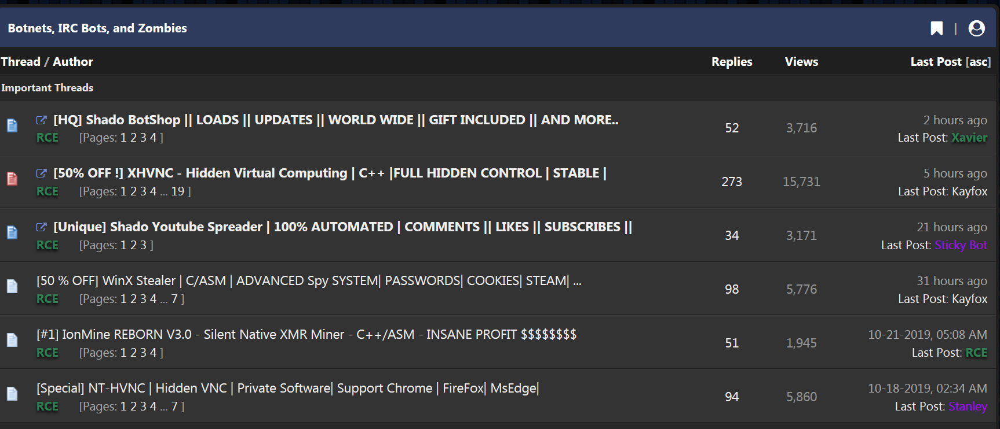 Botnets, IRC Bots, and Zombies |
Thread / Author Replies Views Last Post [asc]
Important Threads
[HQ] Shado BotShop || LOADS || UPDATES || WORLD WIDE || GIFT INCLUDED || AND MORE.. 52 3,716 2 hours ago
RCE [Pages: 1 2 3 4 ] Last Post: Xavier
[50% OFF !] XHVNC - Hidden Virtual Computing | C++ |FULL HIDDEN CONTROL | STABLE | 273 15,731 5 hours ago
RCE [Pages: 1 2 3 4 ... 19 ] Last Post: Kayfox
[Unique] Shado Youtube Spreader | 100% AUTOMATED | COMMENTS || LIKES || SUBSCRIBES || 34 3,171 21 hours ago
RCE [Pages: 1 2 3 ] Last Post: Sticky Bot
[50 % OFF] WinX Stealer | C/ASM | ADVANCED Spy SYSTEM| PASSWORDS| COOKIES| STEAM| ... 98 5,776 31 hours ago
RCE [Pages: 1 2 3 4 ... 7 ] Last Post: Kayfox
[#1] IonMine REBORN V3.0 - Silent Native XMR Miner - C++/ASM - INSANE PROFIT $$$$$$$$ 51 1,945 10-21-2019, 05:08 AM
RCE [Pages: 1 2 3 4 ] Last Post: RCE
[Special] NT-HVNC | Hidden VNC | Private Software| Support Chrome | FireFox| MsEdge| 94 5,860 10-18-2019, 02:34 AM
RCE [Pages: 1 2 3 4 ... 7 ] Last Post: Stanley